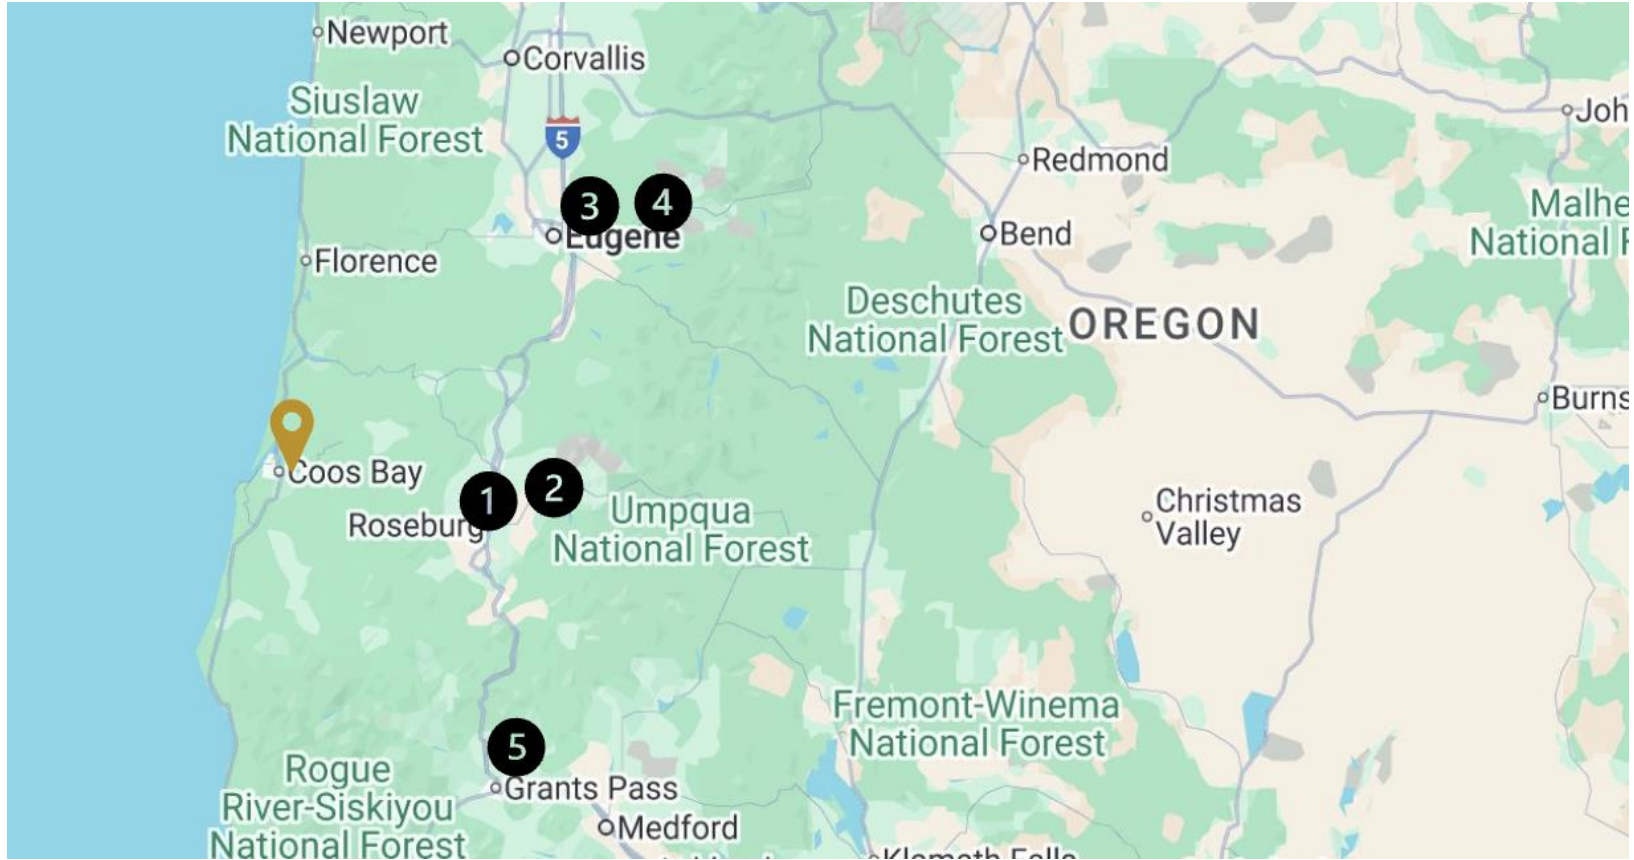 Newport
Corvallis
Siuslaw
National Forest
5
Joh
Redmond
3
4
Malhe
National F
Eugene
Bend
Florence
Deschutes
National Forest
OREGON
Burns
Coos Bay
1
2
Roseburg
Umpqua
National Forest
Christmas
Valley
Fremont-Winema
National Forest
5
Rogue
River-Siskiyou
National Forest
Grants Pass
Medford
Klamath Falls